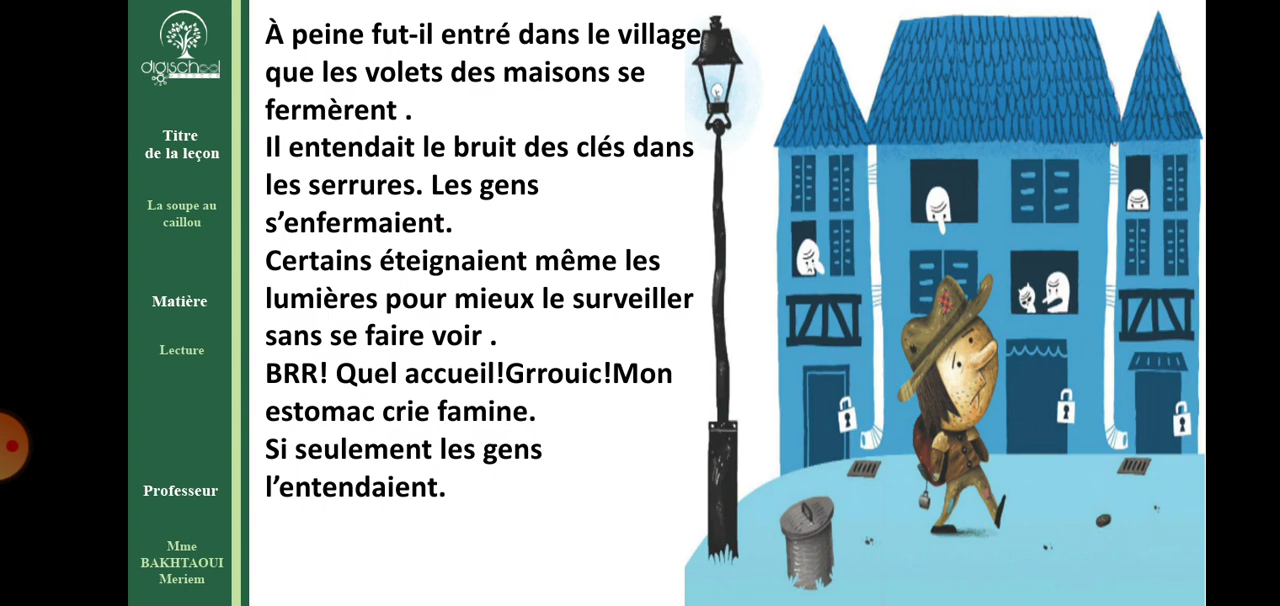 digischool
Titre
de la leçon
La soupe au
caillou
Matière
Lecture
Professeur
Mme
BAKHTAOUI
Meriem
À peine fut-il entré dans le village
que les volets des maisons se
fermèrent .
Il entendait le bruit des clés dans
les serrures. Les gens
s’enfermaient.
Certains éteignaient même les
lumières pour mieux le surveiller
sans se faire voir .
BRR! Quel accueil!Grrouic!Mon
estomac crie famine.
Si seulement les gens
l’entendaient.